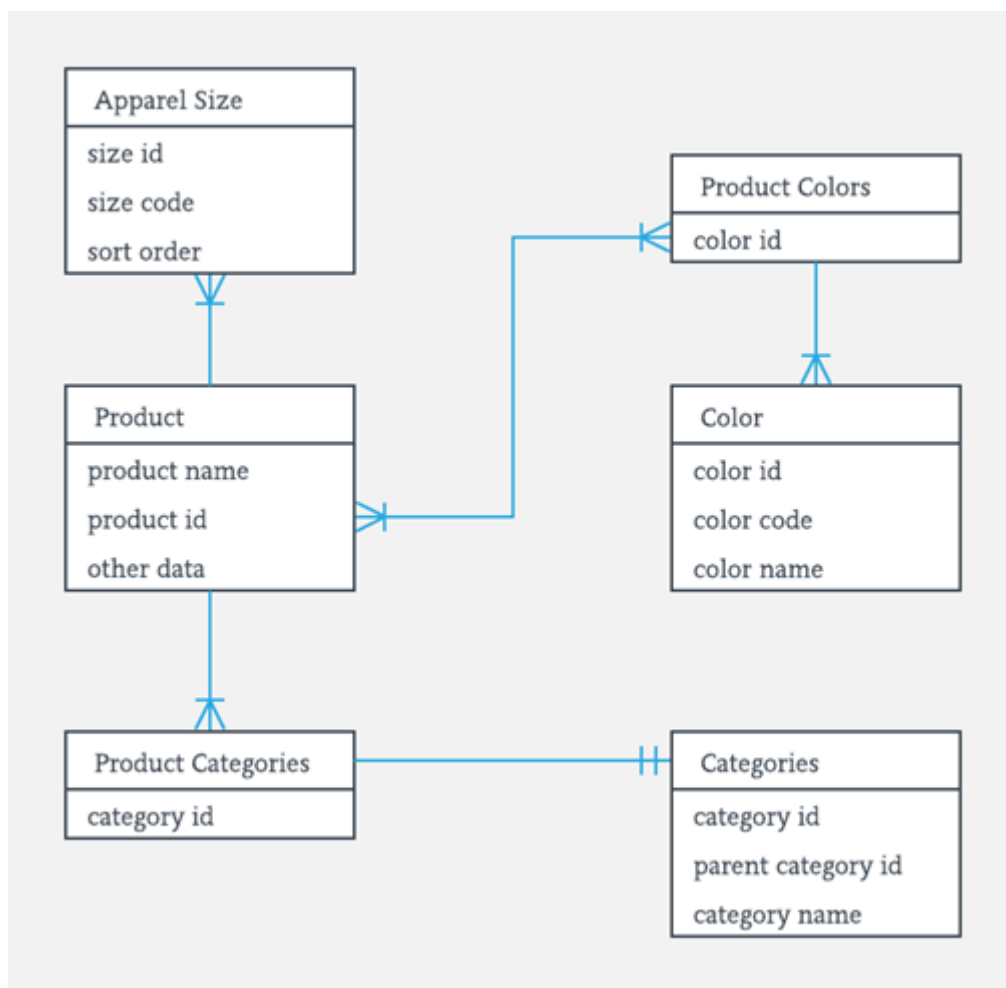 Apparel Size
size id
size code
sort order
Product Colors
color id
Product
product name
product id
other data
Color
color id
color code
color name
Product Categories
category id
Categories
category id
parent category id
category name